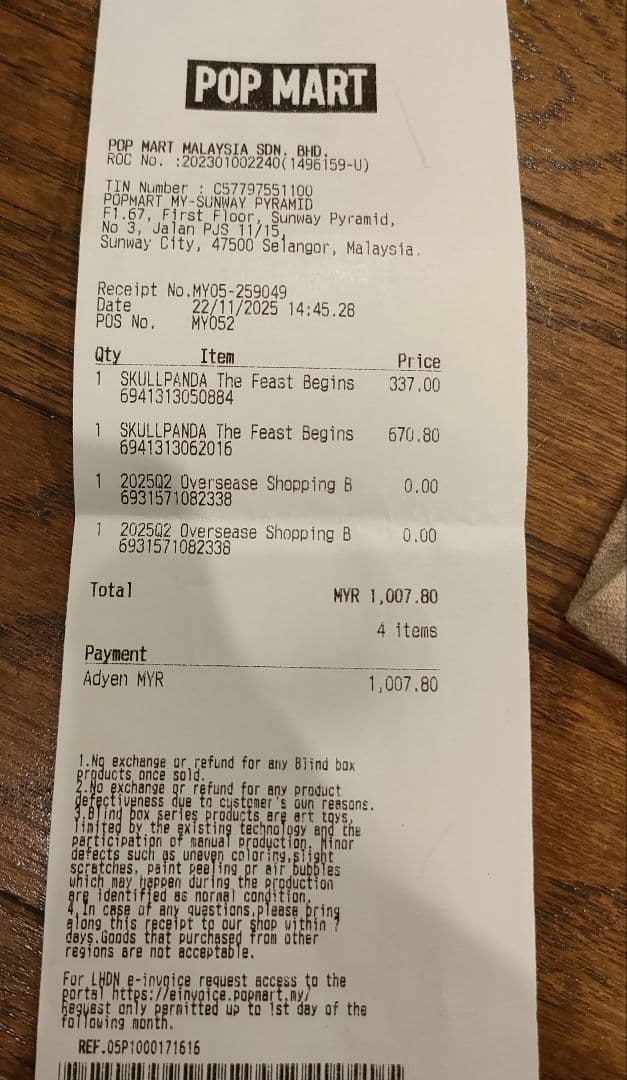 POP MART
POP MART MALAYSIA SDN. BHD.
ROC No. :202301002240(1496159-U)
TIN Number : C57797551100
POPMART MY-SUNWAY PYRAMID
F1.67, First Floor, Sunway Pyramid,
No 3, Jalan PJS 11/15,
Sunway City, 47500 Selangor, Malaysia.
Receipt No.MY05-259049
Date 22/11/2025 14:45.28
POS No. MY052
Qty Item Price
1 SKULLPANDA The Feast Begins 337.00
6941313050884
1 SKULLPANDA The Feast Begins 670.80
6941313062016
1 2025Q2 Oversease Shopping B 0.00
6931571082338
1 2025Q2 Oversease Shopping B 0.00
6931571082338
Total MYR 1,007.80
4 items
Payment
Adyen MYR 1,007.80
1.No exchange or refund for any Blind box
products once sold.
2.No exchange or refund for any product
defectiveness due to customer's oun reasons.
3.Blind box series products are art toys,
limited by the existing technology and the
participation of manual production. Minor
defects such as uneven coloring,slight
scratches, paint peeling or air bubbles
which may happen during the production
are identified as normal condition.
4.In case of any questions,please bring
along this receipt to our shop within 7
days.Goods that purchased from other
regions are not acceptable.
For LHDN e-invoice request access to the
portal https://einvoice.popmart.my/
Request only permitted up to 1st day of the
following month.
REF.05P1000171616